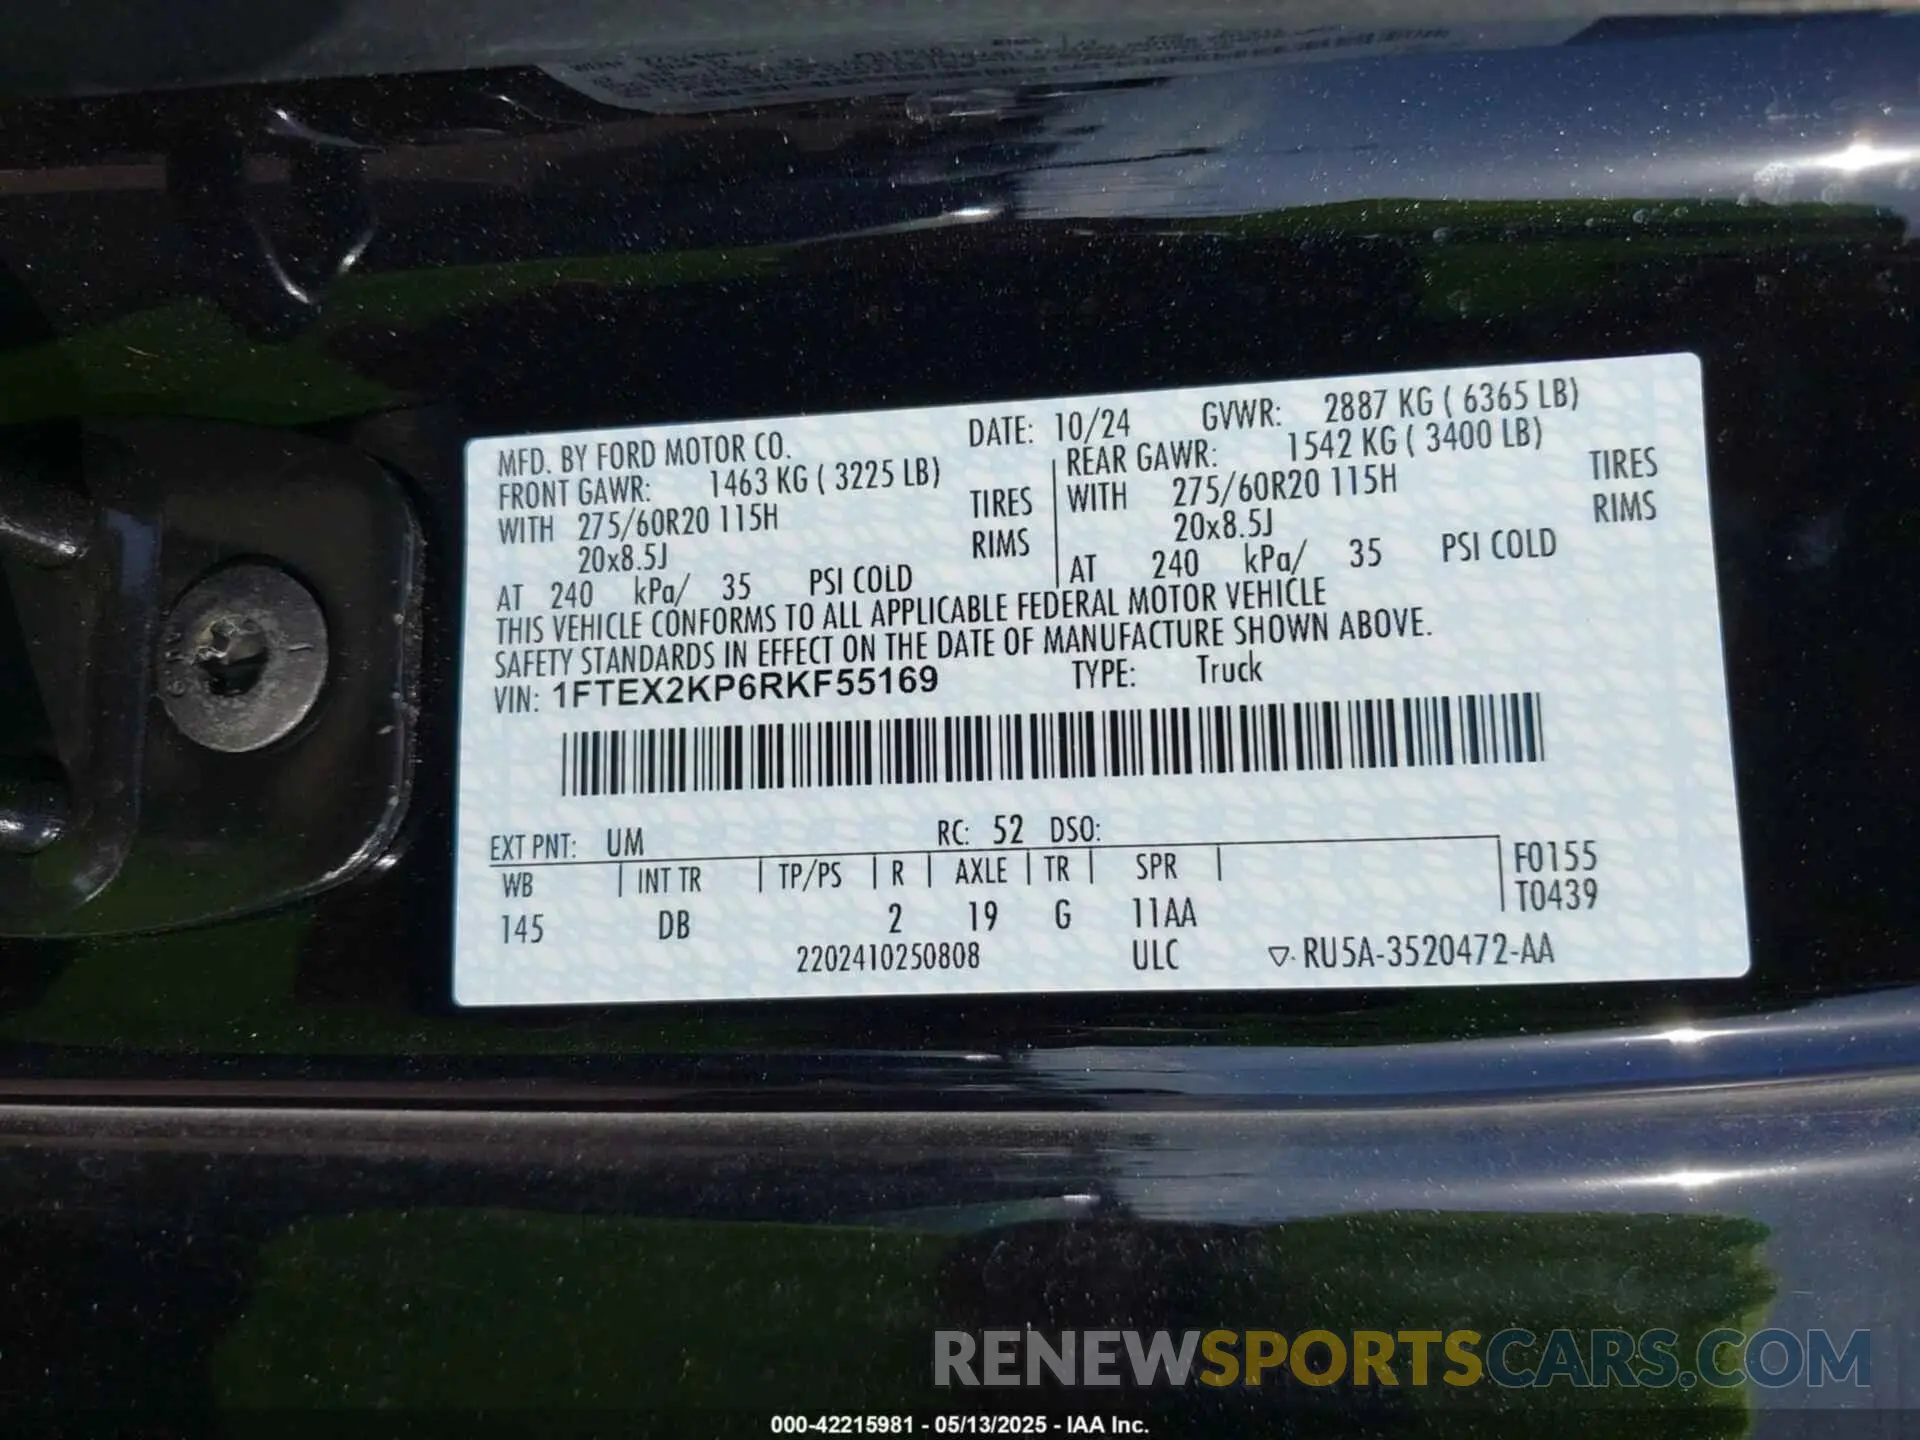 MFD. BY FORD MOTOR CO. DATE: 10/24 GVWR: 2887 KG ( 6365 LB)
FRONT GAWR: 1463 KG ( 3225 LB) REAR GAWR: 1542 KG ( 3400 LB)
WITH 275/60R20 115H TIRES WITH 275/60R20 115H TIRES
20x8.5J RIMS 20x8.5J RIMS
AT 240 kPa/ 35 PSI COLD AT 240 kPa/ 35 PSI COLD
THIS VEHICLE CONFORMS TO ALL APPLICABLE FEDERAL MOTOR VEHICLE
SAFETY STANDARDS IN EFFECT ON THE DATE OF MANUFACTURE SHOWN ABOVE.
VIN: 1FTEX2KP6RKF55169 TYPE: Truck
EXT PNT: UM RC: 52 DSO:
WB INT TR TP/PS R AXLE TR SPR F0155
145 DB 2 19 G 11AA T0439
2202410250808 ULC RU5A-3520472-AA
RENEWSPORTSCARS.COM
000-42215981 - 05/13/2025 - IAA Inc.